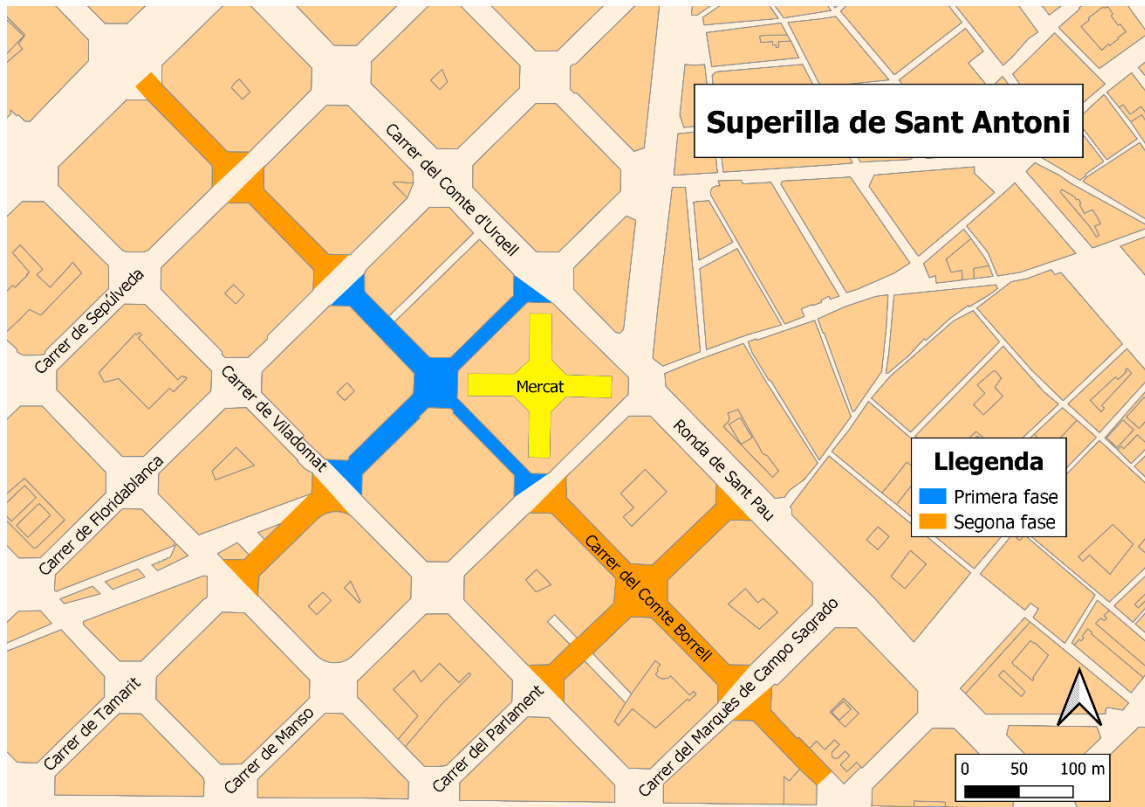 Superilla de Sant Antoni
Carrer del Comte d'Urgell
Carrer de Sepúlveda
Mercat
Carrer de Viladomat
Ronda de Sant Pau
Llegenda
Primera fase
Segona fase
Carrer de Floridablanca
Carrer del Comte Borrell
Carrer de Tamarit
Carrer de Manso
Carrer del Parlament
Carrer del Marquès de Campo Sagrado
0 50 100 m